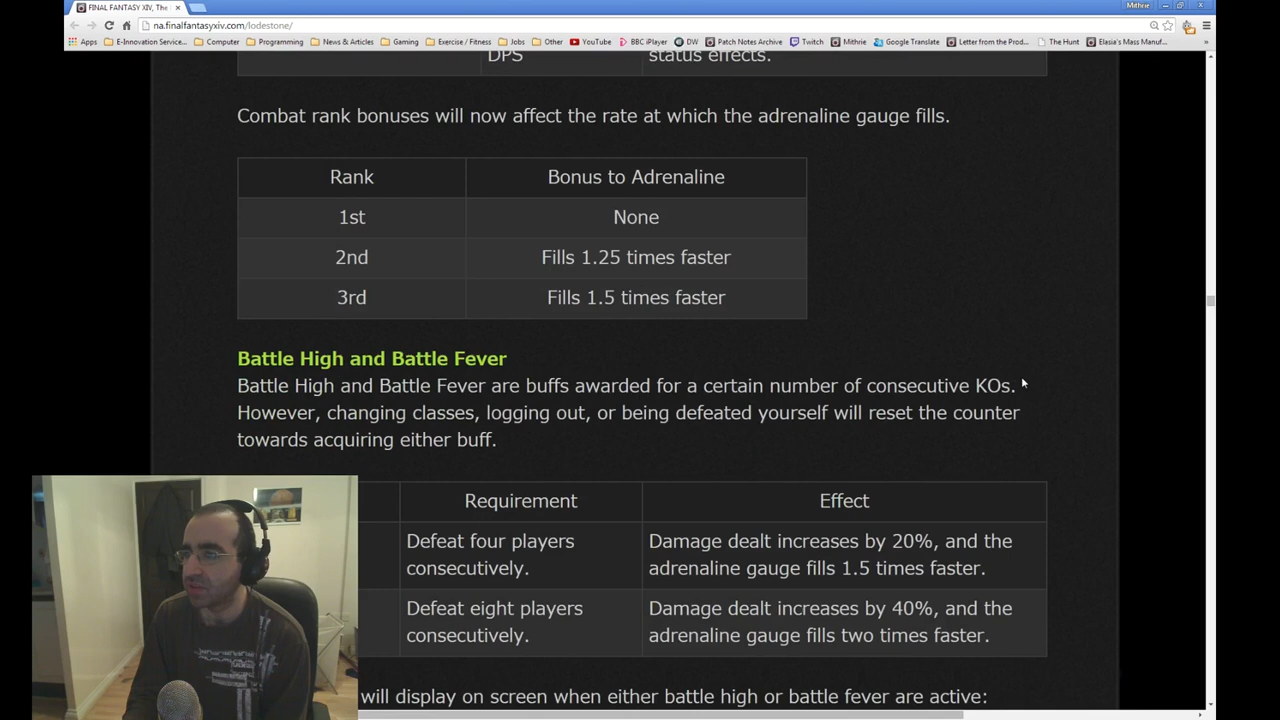 FINAL FANTASY XIV, The
Mithrie
na.finalfantasyxiv.com/lodestone/
Apps E-Innovation Service... Computer Programming News & Articles Gaming Exercise / Fitness Jobs Other YouTube BBC iPlayer DW Patch Notes Archive Twitch Mithrie Google Translate Letter from the Prod... The Hunt Elasia's Mass Manuf...
DPS status effects.
Combat rank bonuses will now affect the rate at which the adrenaline gauge fills.
Rank Bonus to Adrenaline
1st None
2nd Fills 1.25 times faster
3rd Fills 1.5 times faster
Battle High and Battle Fever
Battle High and Battle Fever are buffs awarded for a certain number of consecutive KOs.
However, changing classes, logging out, or being defeated yourself will reset the counter
towards acquiring either buff.
Requirement Effect
Defeat four players Damage dealt increases by 20%, and the
consecutively. adrenaline gauge fills 1.5 times faster.
Defeat eight players Damage dealt increases by 40%, and the
consecutively. adrenaline gauge fills two times faster.
will display on screen when either battle high or battle fever are active: